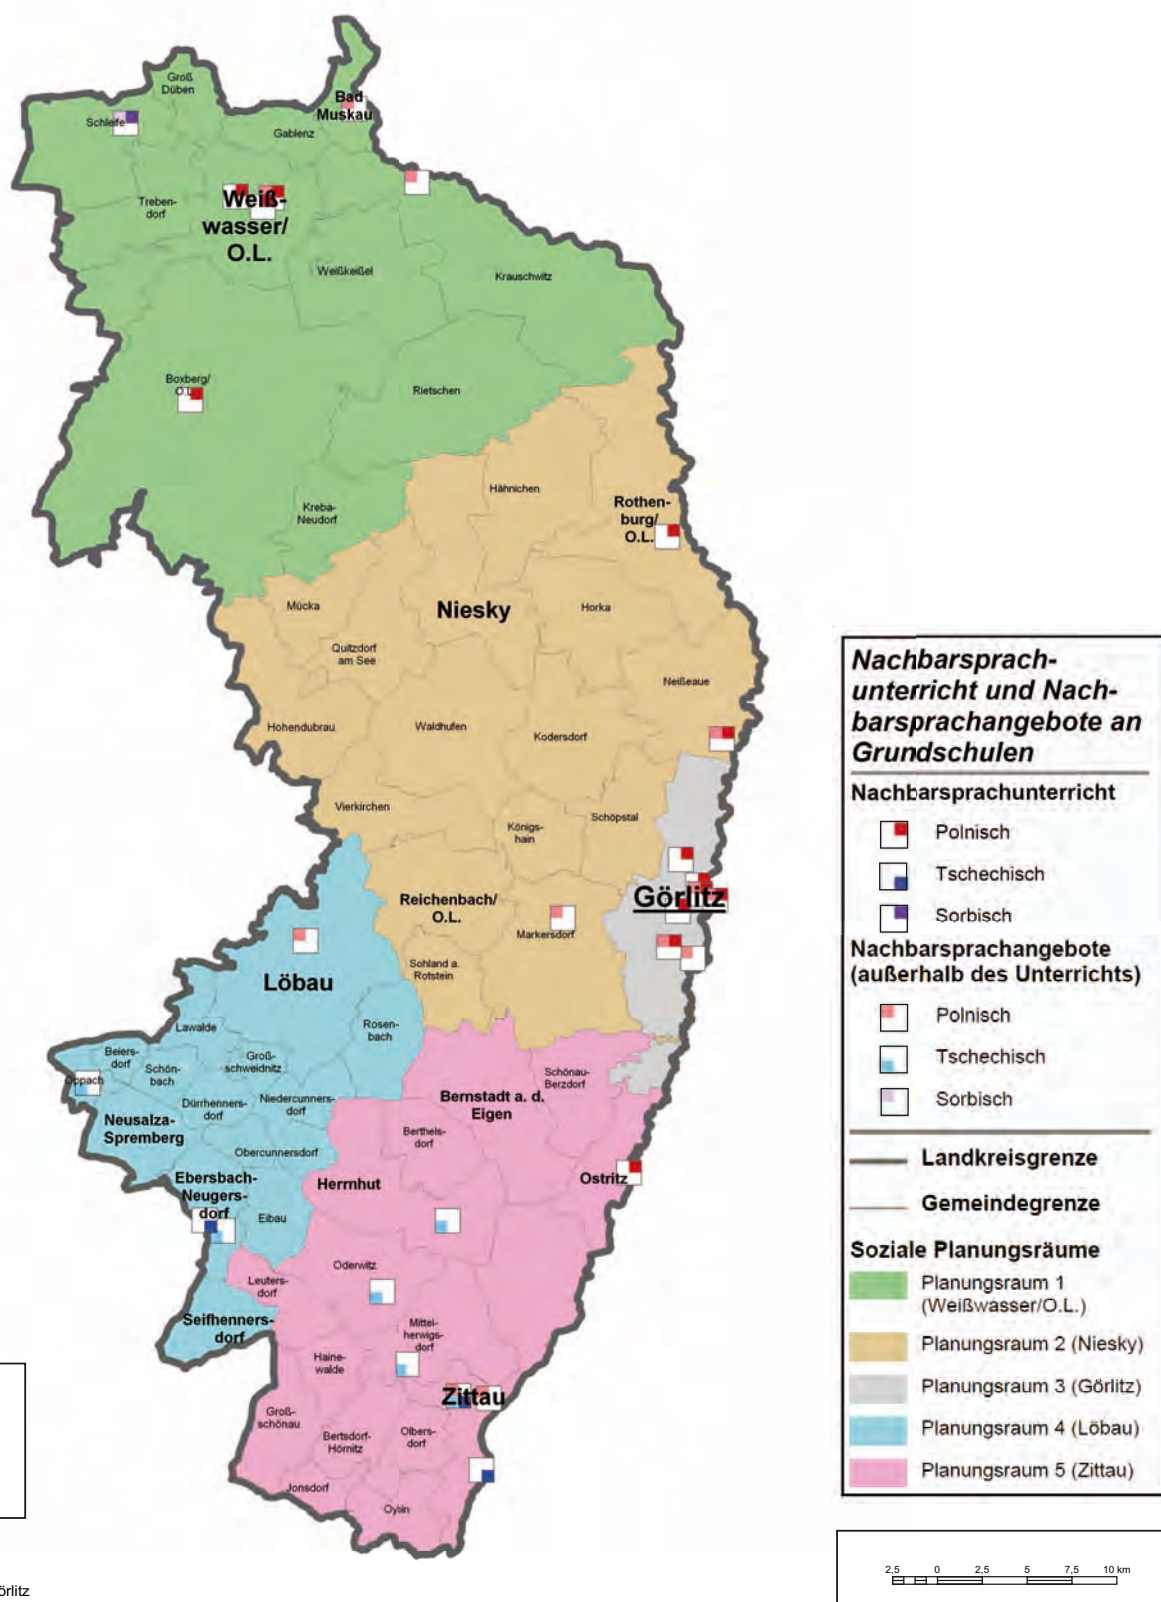 Groß
Düben
Bad
Muskau
Schleife
Gablenz
Weiß-
wasser/
O.L.
Treben-
dorf
Weißkeißel
Krauschwitz
Boxberg/
O.L.
Rietschen
Hähnichen
Kreba-
Neudorf
Rothen-
burg/
O.L.
Mücka
Niesky
Horka
Quitzdorf
am See
Neißeaue
Hohendubrau
Waldhufen
Kodersdorf
Vierkirchen
Königs-
hain
Schöpstal
Reichenbach/
O.L.
Görlitz
Markersdorf
Sohland a.
Rotstein
Löbau
Lawalde
Rosen-
bach
Beiers-
dorf
Schön-
bach
Groß-
schweidnitz
Oppach
Schönau-
Berzdorf
Bernstadt a. d.
Eigen
Dürrhenners-
dorf
Niedercunners-
dorf
Neusalza-
Spremberg
Berthels-
dorf
Obercunnersdorf
Ebersbach-
Neugers-
dorf
Herrnhut
Ostritz
Eibau
Oderwitz
Leuters-
dorf
Seifhenners-
dorf
Mittel-
herwigs-
dorf
Haine-
walde
Zittau
Groß-
schönau
Bertsdorf-
Hörnitz
Olbers-
dorf
Jonsdorf
Oybin
Nachbarsprach-
unterricht und Nach-
barsprachangebote an
Grundschulen
Nachbarsprachunterricht
Polnisch
Tschechisch
Sorbisch
Nachbarsprachangebote
(außerhalb des Unterrichts)
Polnisch
Tschechisch
Sorbisch
Landkreisgrenze
Gemeindegrenze
Soziale Planungsräume
Planungsraum 1
(Weißwasser/O.L.)
Planungsraum 2 (Niesky)
Planungsraum 3 (Görlitz)
Planungsraum 4 (Löbau)
Planungsraum 5 (Zittau)
2,5 0 2,5 5 7,5 10 km
örlitz